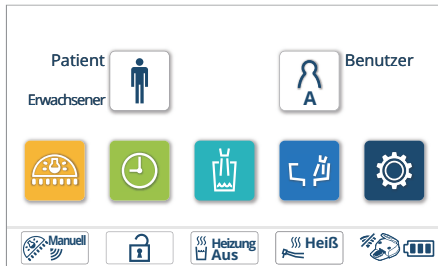 Patient
Erwachsener
Benutzer
A
Manuell
Heizung
Aus
Heiß